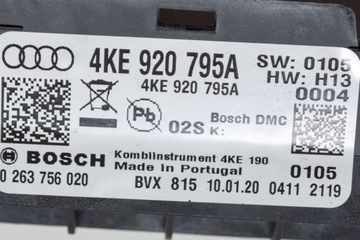 4KE 920 795A SW: 0105
4KE 920 795A HW: H13
0004
Pb 02S Bosch DMC
K:
BOSCH Kombiinstrument 4KE 190
Made in Portugal 0105
0 263 756 020 BVX 815 10.01.20 0411 2119